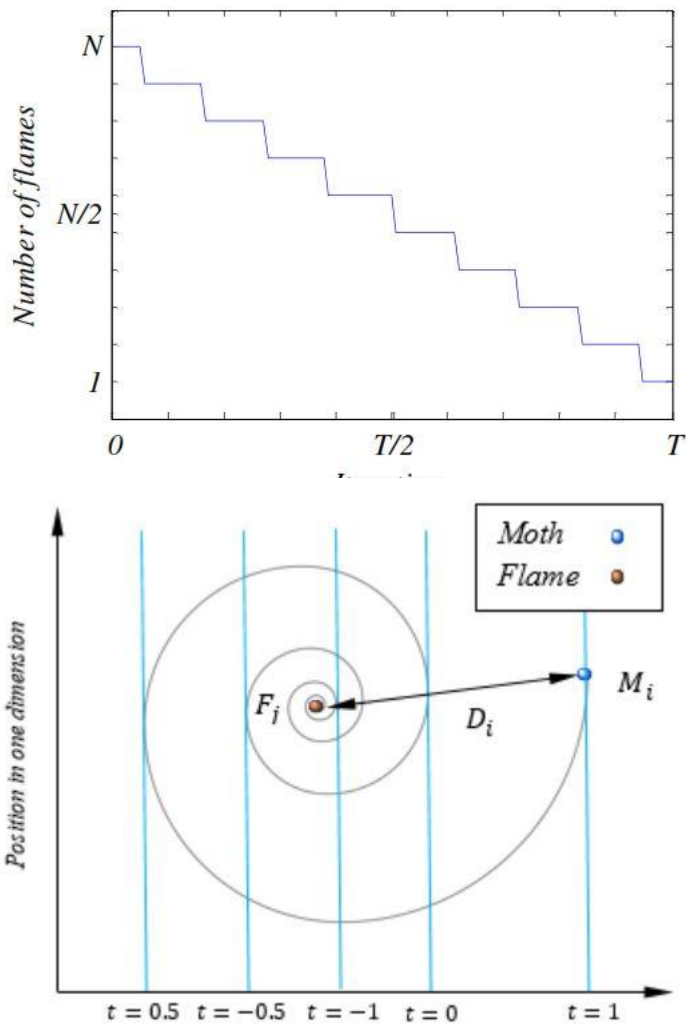 N
Number of flames
N/2
1
0 T/2 T
Moth
Flame
Position in one dimension
F_j
D_i
M_i
t = 0.5 t = −0.5 t = −1 t = 0 t = 1